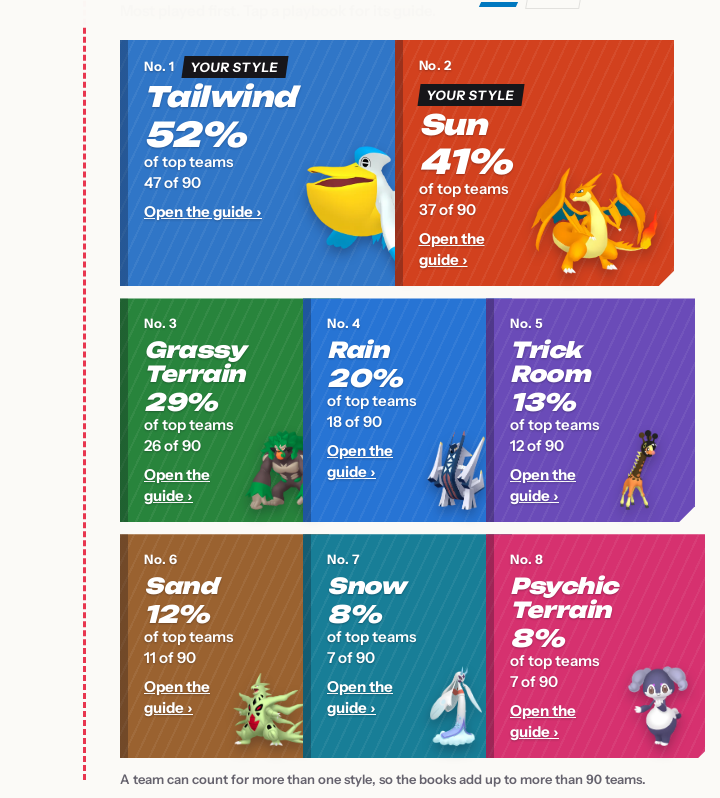 No. 1 YOUR STYLE
Tailwind
52%
of top teams
47 of 90
Open the guide ›
No. 2
YOUR STYLE
Sun
41%
of top teams
37 of 90
Open the
guide ›
No. 3
Grassy
Terrain
29%
of top teams
26 of 90
Open the
guide ›
No. 4
Rain
20%
of top teams
18 of 90
Open the
guide ›
No. 5
Trick
Room
13%
of top teams
12 of 90
Open the
guide ›
No. 6
Sand
12%
of top teams
11 of 90
Open the
guide ›
No. 7
Snow
8%
of top teams
7 of 90
Open the
guide ›
No. 8
Psychic
Terrain
8%
of top teams
7 of 90
Open the
guide ›
A team can count for more than one style, so the books add up to more than 90 teams.